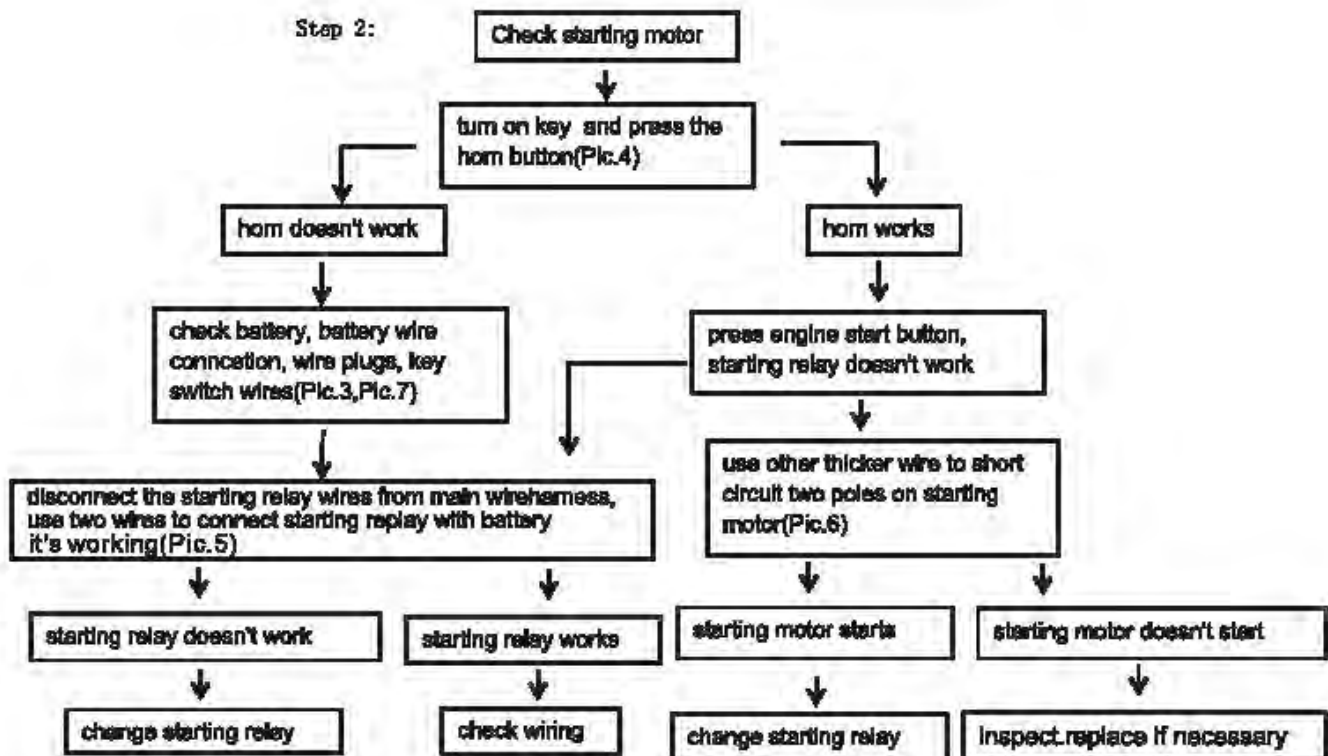 Step 2:
Check starting motor
turn on key and press the
horn button(Pic.4)
horn doesn't work
horn works
check battery, battery wire
conncation, wire plugs, key
switch wires(Pic.3,Pic.7)
press engine start button,
starting relay doesn't work
use other thicker wire to short
circuit two poles on starting
motor(Pic.6)
disconnect the starting relay wires from main wireharness,
use two wires to connect starting replay with battery
it's working(Pic.5)
starting relay doesn't work
starting relay works
starting motor starts
starting motor doesn't start
change starting relay
check wiring
change starting relay
Inspect.replace if necessary